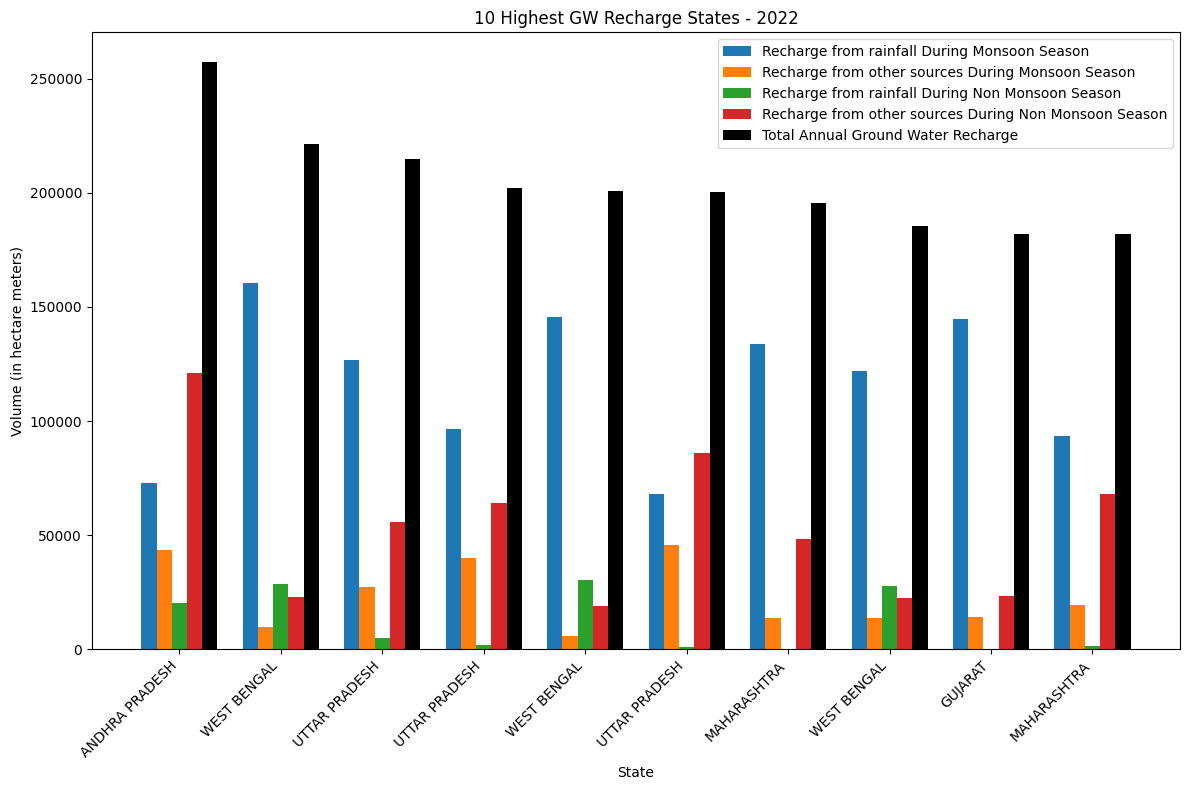 10 Highest GW Recharge States - 2022
Recharge from rainfall During Monsoon Season
Recharge from other sources During Monsoon Season
Recharge from rainfall During Non Monsoon Season
Recharge from other sources During Non Monsoon Season
Total Annual Ground Water Recharge
Volume (in hectare meters)
250000
200000
150000
100000
50000
0
ANDHRA PRADESH
WEST BENGAL
UTTAR PRADESH
UTTAR PRADESH
WEST BENGAL
UTTAR PRADESH
MAHARASHTRA
WEST BENGAL
GUJARAT
MAHARASHTRA
State